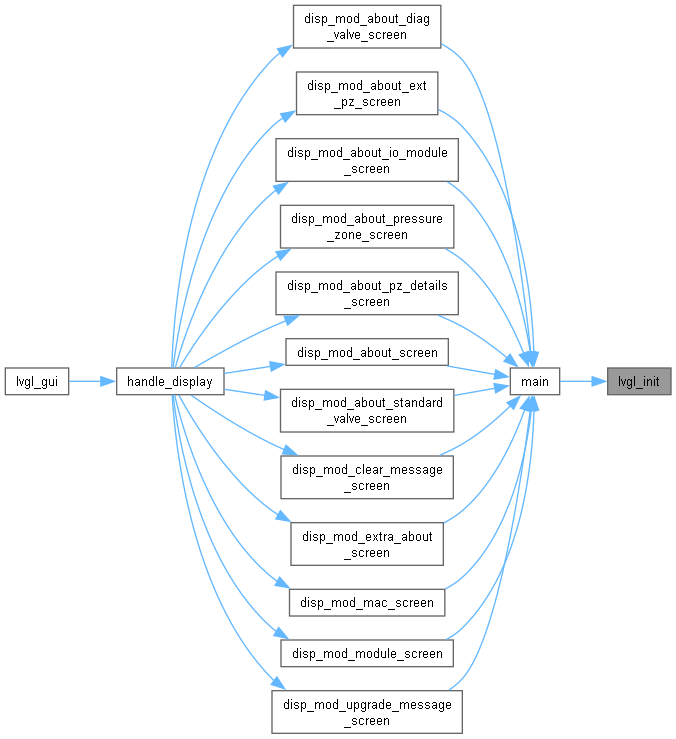 disp_mod_about_diag
_valve_screen
disp_mod_about_ext
_pz_screen
disp_mod_about_io_module
_screen
disp_mod_about_pressure
_zone_screen
disp_mod_about_pz_details
_screen
disp_mod_about_screen
lvgl_gui
handle_display
main
lvgl_init
disp_mod_about_standard
_valve_screen
disp_mod_clear_message
_screen
disp_mod_extra_about
_screen
disp_mod_mac_screen
disp_mod_module_screen
disp_mod_upgrade_message
_screen